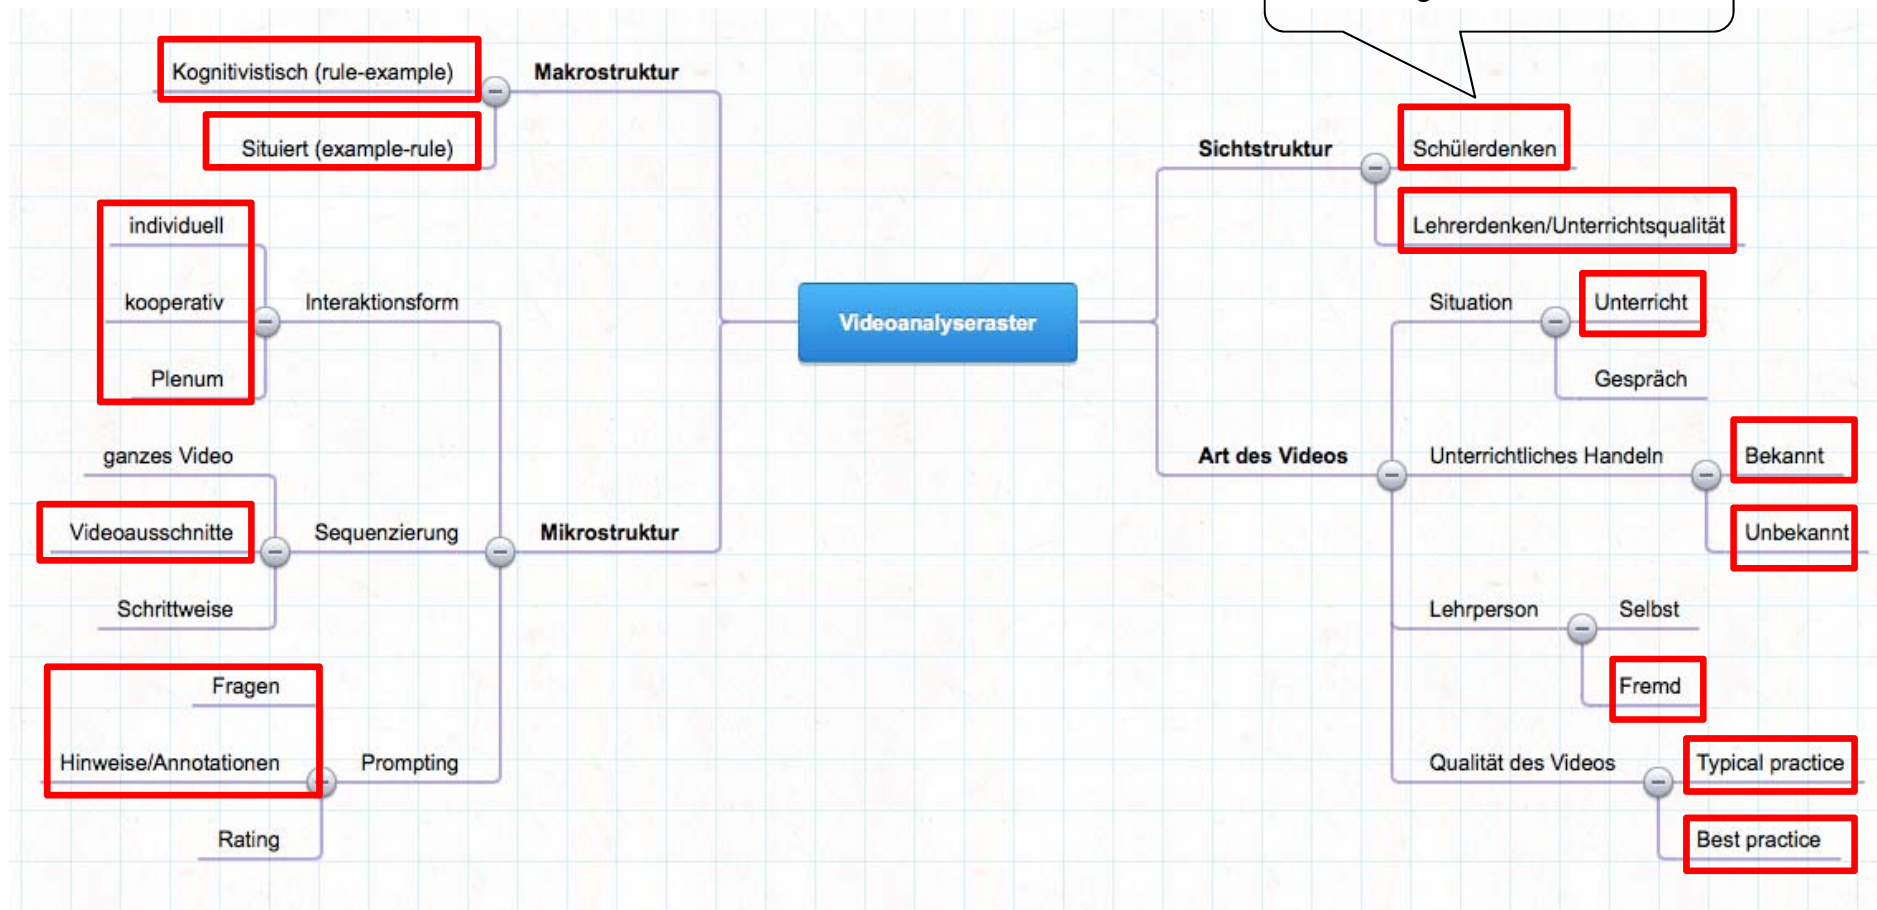 Kognitivistisch (rule-example)
Makrostruktur
Situiert (example-rule)
individuell
kooperativ
Interaktionsform
Plenum
ganzes Video
Videoausschnitte
Sequenzierung
Mikrostruktur
Schrittweise
Fragen
Hinweise/Annotationen
Prompting
Rating
Videoanalyseraster
Sichtstruktur
Schülerdenken
Lehrerdenken/Unterrichtsqualität
Situation
Unterricht
Gespräch
Art des Videos
Unterrichtliches Handeln
Bekannt
Unbekannt
Lehrperson
Selbst
Fremd
Qualität des Videos
Typical practice
Best practice